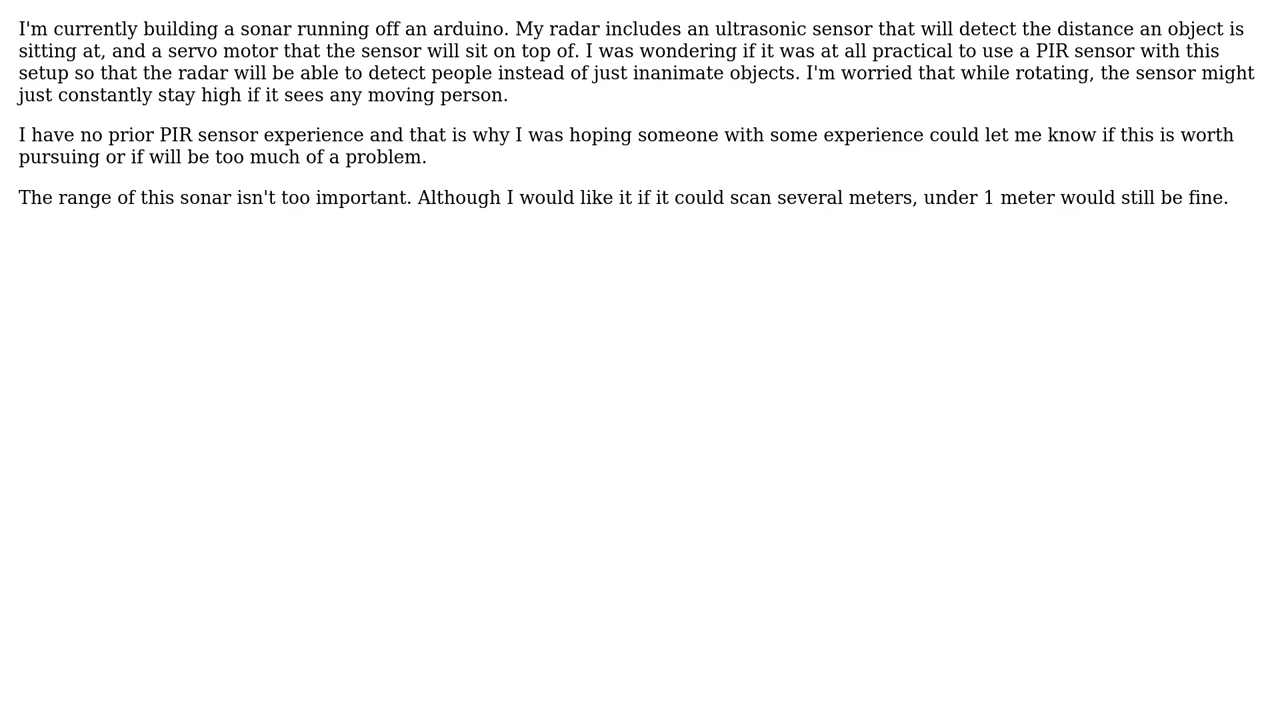 I'm currently building a sonar running off an arduino. My radar includes an ultrasonic sensor that will detect the distance an object is
sitting at, and a servo motor that the sensor will sit on top of. I was wondering if it was at all practical to use a PIR sensor with this
setup so that the radar will be able to detect people instead of just inanimate objects. I'm worried that while rotating, the sensor might
just constantly stay high if it sees any moving person.
I have no prior PIR sensor experience and that is why I was hoping someone with some experience could let me know if this is worth
pursuing or if will be too much of a problem.
The range of this sonar isn't too important. Although I would like it if it could scan several meters, under 1 meter would still be fine.